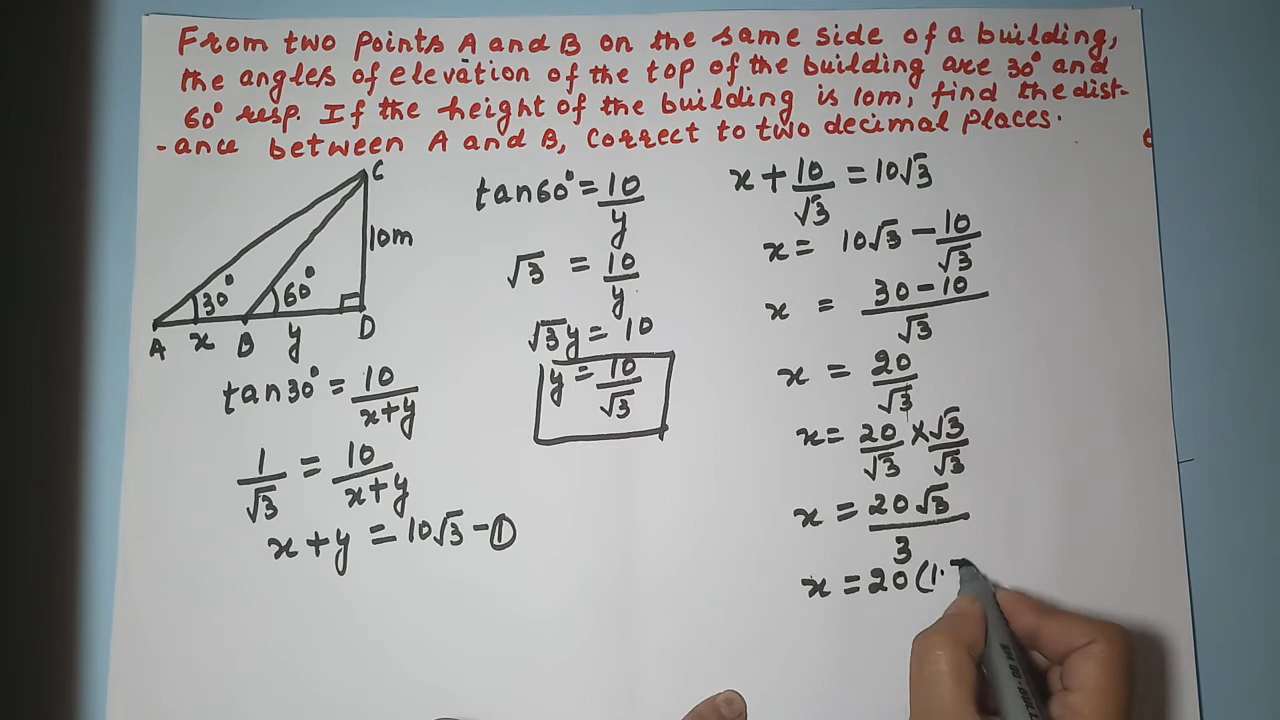 From two points A and B on the same side of a building,
the angles of elevation of the top of the building are 30° and
60° resp. If the height of the building is 10m, find the dist-
-ance between A and B, correct to two decimal places.
C
10m
30° 60°
A x B y D
tan30° = 10/x+y
1/√3 = 10/x+y
x+y = 10√3 - ①
tan60° = 10/y
√3 = 10/y
√3y = 10
y = 10/√3
x + 10/√3 = 10√3
x = 10√3 - 10/√3
x = 30-10/√3
x = 20/√3
x = 20/√3 × √3/√3
x = 20√3/3
x = 20(1.